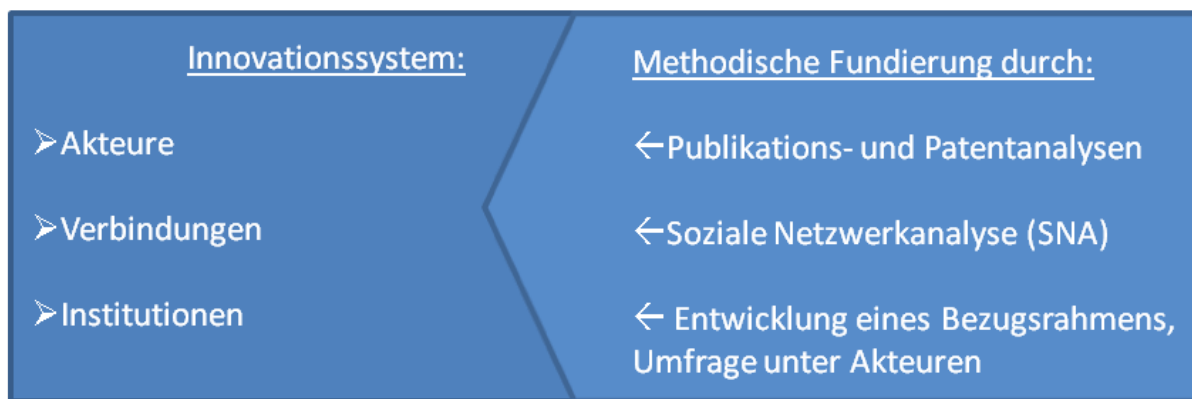 Innovationssystem:
➢Akteure
➢Verbindungen
➢Institutionen
Methodische Fundierung durch:
←Publikations- und Patentanalysen
←Soziale Netzwerkanalyse (SNA)
← Entwicklung eines Bezugsrahmens,
Umfrage unter Akteuren